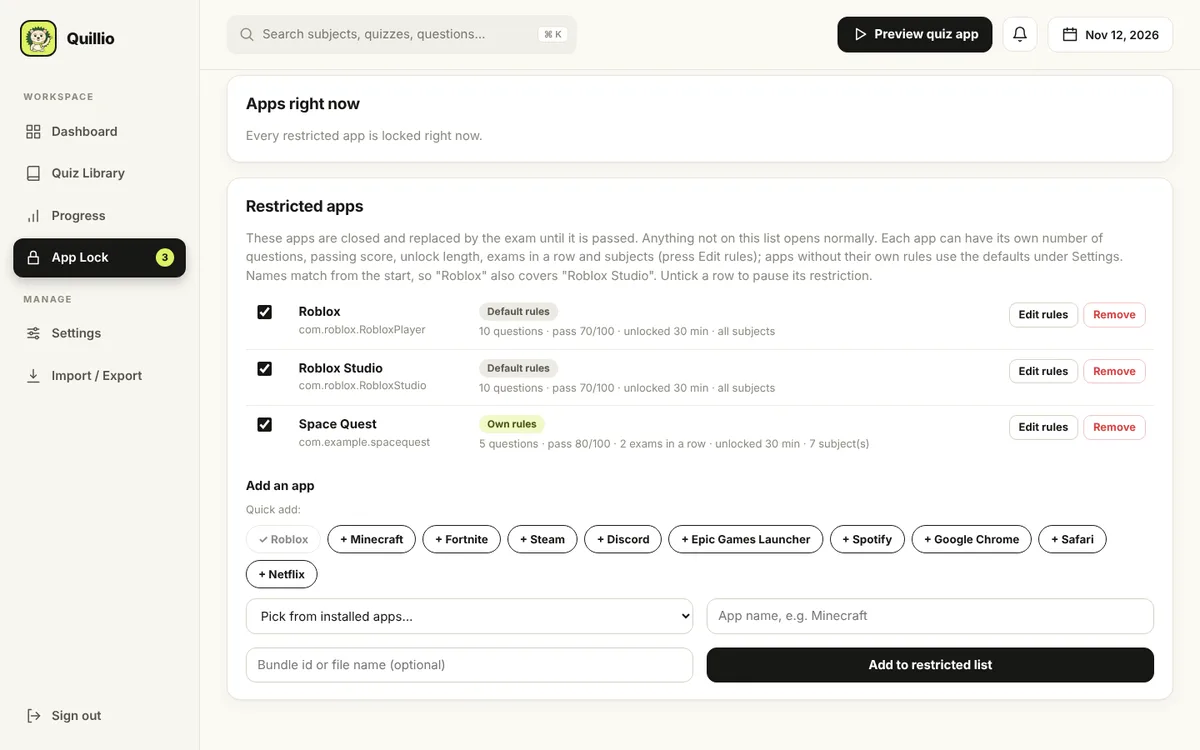 Quillio
Search subjects, quizzes, questions...
⌘ K
Preview quiz app
Nov 12, 2026
WORKSPACE
Dashboard
Quiz Library
Progress
App Lock
3
MANAGE
Settings
Import / Export
Sign out
Apps right now
Every restricted app is locked right now.
Restricted apps
These apps are closed and replaced by the exam until it is passed. Anything not on this list opens normally. Each app can have its own number of
questions, passing score, unlock length, exams in a row and subjects (press Edit rules); apps without their own rules use the defaults under Settings.
Names match from the start, so "Roblox" also covers "Roblox Studio". Untick a row to pause its restriction.
Roblox
com.roblox.RobloxPlayer
Default rules
10 questions · pass 70/100 · unlocked 30 min · all subjects
Edit rules
Remove
Roblox Studio
com.roblox.RobloxStudio
Default rules
10 questions · pass 70/100 · unlocked 30 min · all subjects
Edit rules
Remove
Space Quest
com.example.spacequest
Own rules
5 questions · pass 80/100 · 2 exams in a row · unlocked 30 min · 7 subject(s)
Edit rules
Remove
Add an app
Quick add:
✓ Roblox
+ Minecraft
+ Fortnite
+ Steam
+ Discord
+ Epic Games Launcher
+ Spotify
+ Google Chrome
+ Safari
+ Netflix
Pick from installed apps...
App name, e.g. Minecraft
Bundle id or file name (optional)
Add to restricted list